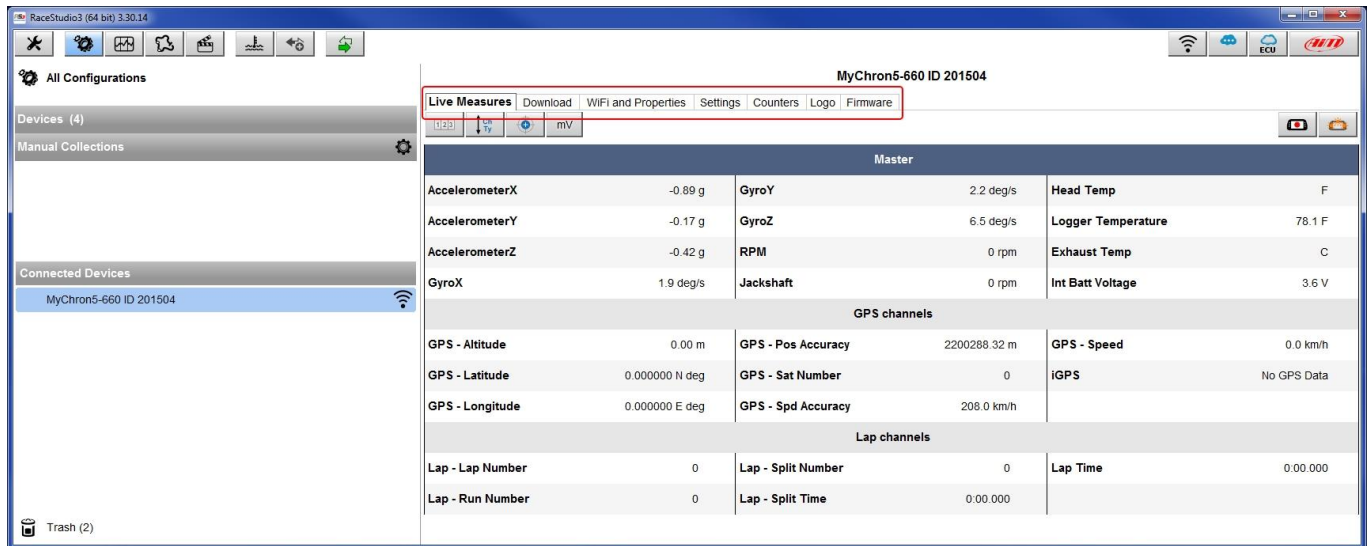 RaceStudio3 (64 bit) 3.30.14
ECU
AiM
All Configurations
MyChron5-660 ID 201504
Live Measures Download WiFi and Properties Settings Counters Logo Firmware
Devices (4)
123 Ch Ty mV
Manual Collections
Master
AccelerometerX -0.89 g GyroY 2.2 deg/s Head Temp F
AccelerometerY -0.17 g GyroZ 6.5 deg/s Logger Temperature 78.1 F
AccelerometerZ -0.42 g RPM 0 rpm Exhaust Temp C
Connected Devices
GyroX 1.9 deg/s Jackshaft 0 rpm Int Batt Voltage 3.6 V
MyChron5-660 ID 201504
GPS channels
GPS - Altitude 0.00 m GPS - Pos Accuracy 2200288.32 m GPS - Speed 0.0 km/h
GPS - Latitude 0.000000 N deg GPS - Sat Number 0 iGPS No GPS Data
GPS - Longitude 0.000000 E deg GPS - Spd Accuracy 208.0 km/h
Lap channels
Lap - Lap Number 0 Lap - Split Number 0 Lap Time 0:00.000
Lap - Run Number 0 Lap - Split Time 0:00.000
Trash (2)